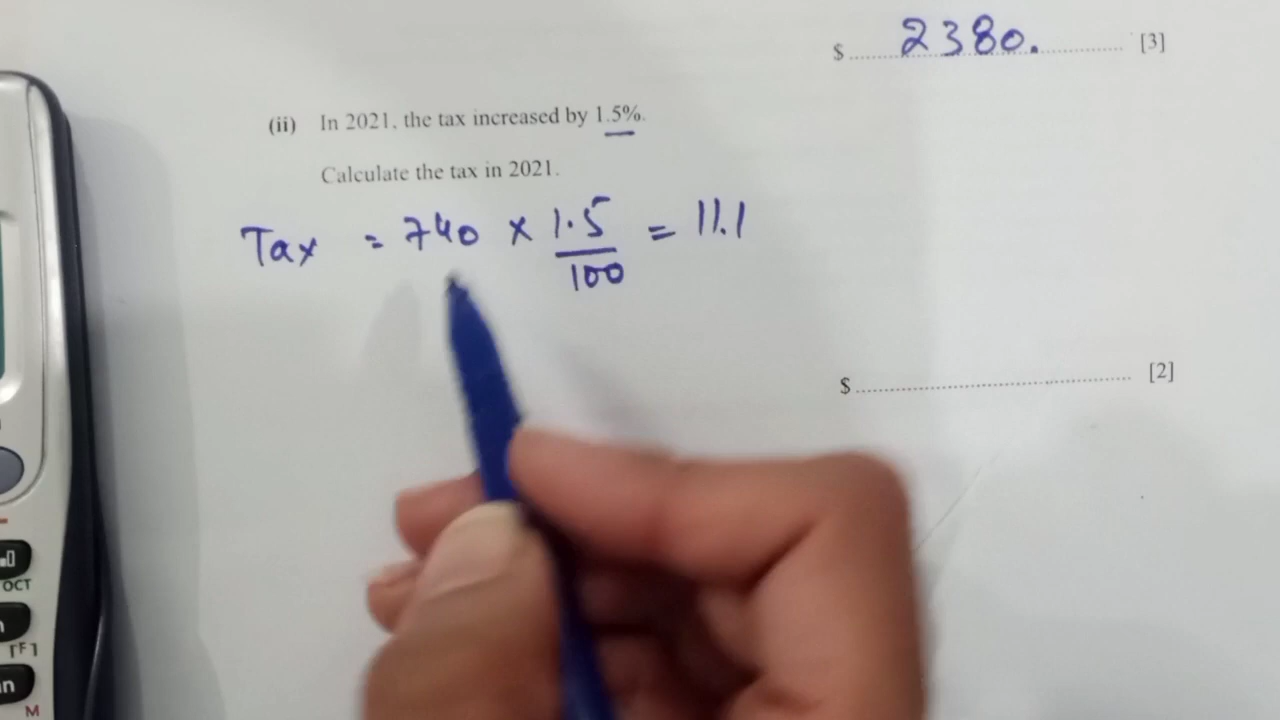 $ 2380. [3]
(ii) In 2021, the tax increased by 1.5%.
Calculate the tax in 2021.
Tax = 740 × 1.5 = 11.1
100
$ [2]
OCT
[F]
M